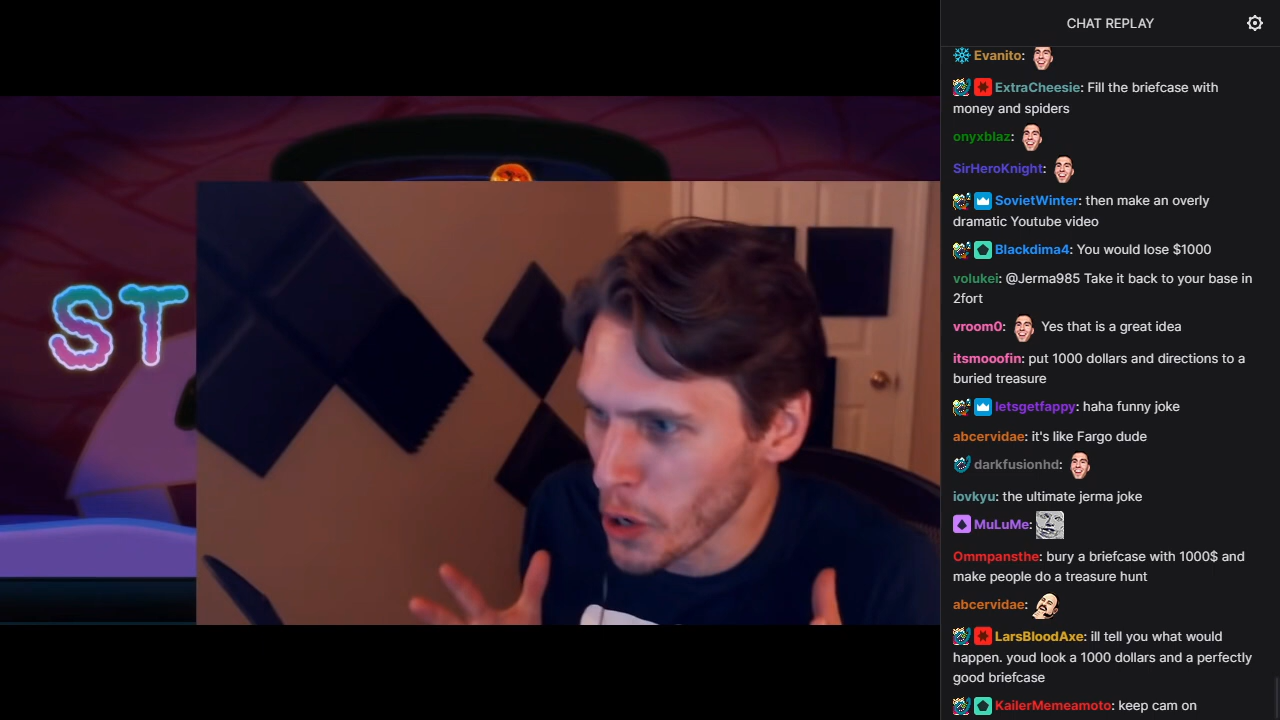 CHAT REPLAY
Evanito:
ExtraCheesie: Fill the briefcase with
money and spiders
onyxblaz:
SirHeroKnight:
SovietWinter: then make an overly
dramatic Youtube video
Blackdima4: You would lose $1000
volukei: @Jerma985 Take it back to your base in
2fort
vroom0: Yes that is a great idea
itsmooofin: put 1000 dollars and directions to a
buried treasure
letsgetfappy: haha funny joke
abcervidae: it's like Fargo dude
darkfusionhd:
iovkyu: the ultimate jerma joke
MuLuMe:
Ommpansthe: bury a briefcase with 1000$ and
make people do a treasure hunt
abcervidae:
LarsBloodAxe: ill tell you what would
happen. youd look a 1000 dollars and a perfectly
good briefcase
KailerMemeamoto: keep cam on
ST